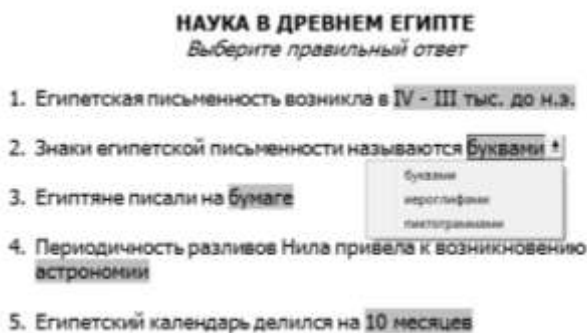 НАУКА В ДРЕВНЕМ ЕГИПТЕ
Выберите правильный ответ
1. Египетская письменность возникла в IV - III тыс. до н.э.
2. Знаки египетской письменности называются буквами
буквами
иероглифами
пиктограммами
3. Египтяне писали на бумаге
4. Периодичность разливов Нила привела к возникновению
астрономии
5. Египетский календарь делился на 10 месяцев